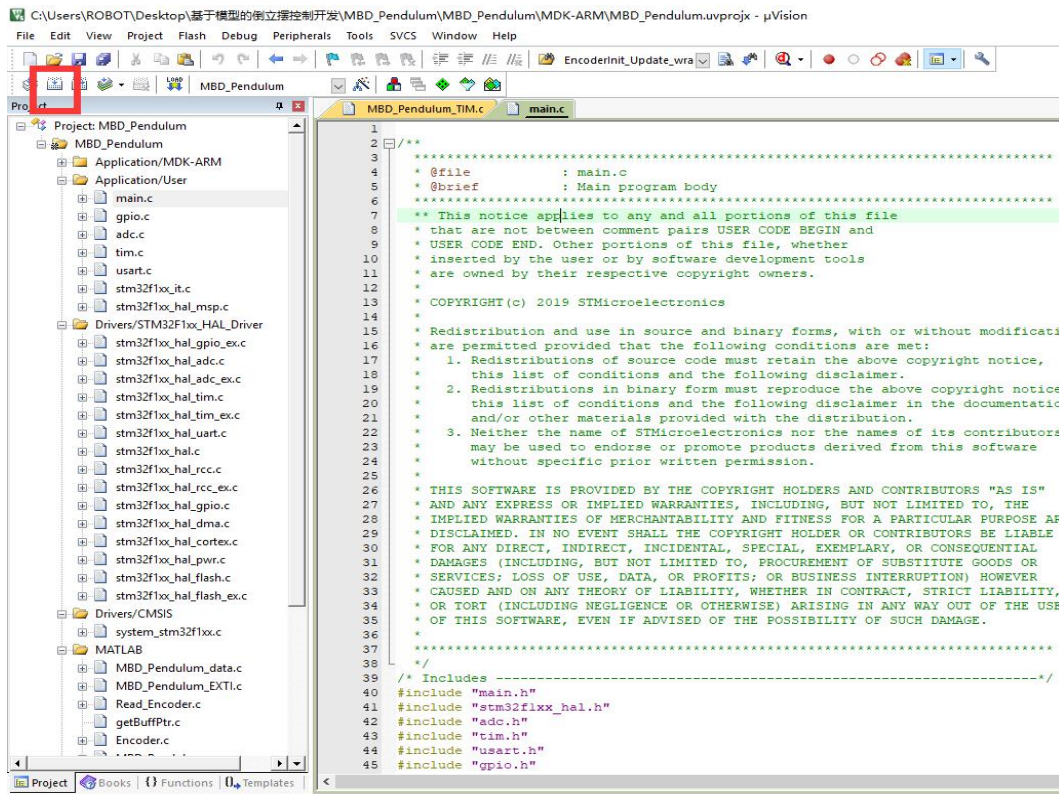 C:\Users\ROBOT\Desktop\基于模型的倒立摆控制开发\MBD_Pendulum\MBD_Pendulum\MDK-ARM\MBD_Pendulum.uvprojx - µVision
File Edit View Project Flash Debug Peripherals Tools SVCS Window Help
EncoderInit_Update_wra
LOAD MBD_Pendulum
Project
Project: MBD_Pendulum
MBD_Pendulum
Application/MDK-ARM
Application/User
main.c
gpio.c
adc.c
tim.c
usart.c
stm32f1xx_it.c
stm32f1xx_hal_msp.c
Drivers/STM32F1xx_HAL_Driver
stm32f1xx_hal_gpio_ex.c
stm32f1xx_hal_adc.c
stm32f1xx_hal_adc_ex.c
stm32f1xx_hal_tim.c
stm32f1xx_hal_tim_ex.c
stm32f1xx_hal_uart.c
stm32f1xx_hal.c
stm32f1xx_hal_rcc.c
stm32f1xx_hal_rcc_ex.c
stm32f1xx_hal_gpio.c
stm32f1xx_hal_dma.c
stm32f1xx_hal_cortex.c
stm32f1xx_hal_pwr.c
stm32f1xx_hal_flash.c
stm32f1xx_hal_flash_ex.c
Drivers/CMSIS
system_stm32f1xx.c
MATLAB
MBD_Pendulum_data.c
MBD_Pendulum_EXTI.c
Read_Encoder.c
getBuffPtr.c
Encoder.c
Project Books {} Functions Templates
MBD_Pendulum_TIM.c main.c
1
2 /**
3 ******************************************************************************
4 * @file : main.c
5 * @brief : Main program body
6 ******************************************************************************
7 ** This notice applies to any and all portions of this file
8 * that are not between comment pairs USER CODE BEGIN and
9 * USER CODE END. Other portions of this file, whether
10 * inserted by the user or by software development tools
11 * are owned by their respective copyright owners.
12 *
13 * COPYRIGHT(c) 2019 STMicroelectronics
14 *
15 * Redistribution and use in source and binary forms, with or without modificati
16 * are permitted provided that the following conditions are met:
17 * 1. Redistributions of source code must retain the above copyright notice,
18 * this list of conditions and the following disclaimer.
19 * 2. Redistributions in binary form must reproduce the above copyright notice
20 * this list of conditions and the following disclaimer in the documentatio
21 * and/or other materials provided with the distribution.
22 * 3. Neither the name of STMicroelectronics nor the names of its contributors
23 * may be used to endorse or promote products derived from this software
24 * without specific prior written permission.
25 *
26 * THIS SOFTWARE IS PROVIDED BY THE COPYRIGHT HOLDERS AND CONTRIBUTORS "AS IS"
27 * AND ANY EXPRESS OR IMPLIED WARRANTIES, INCLUDING, BUT NOT LIMITED TO, THE
28 * IMPLIED WARRANTIES OF MERCHANTABILITY AND FITNESS FOR A PARTICULAR PURPOSE AR
29 * DISCLAIMED. IN NO EVENT SHALL THE COPYRIGHT HOLDER OR CONTRIBUTORS BE LIABLE
30 * FOR ANY DIRECT, INDIRECT, INCIDENTAL, SPECIAL, EXEMPLARY, OR CONSEQUENTIAL
31 * DAMAGES (INCLUDING, BUT NOT LIMITED TO, PROCUREMENT OF SUBSTITUTE GOODS OR
32 * SERVICES; LOSS OF USE, DATA, OR PROFITS; OR BUSINESS INTERRUPTION) HOWEVER
33 * CAUSED AND ON ANY THEORY OF LIABILITY, WHETHER IN CONTRACT, STRICT LIABILITY,
34 * OR TORT (INCLUDING NEGLIGENCE OR OTHERWISE) ARISING IN ANY WAY OUT OF THE USE
35 * OF THIS SOFTWARE, EVEN IF ADVISED OF THE POSSIBILITY OF SUCH DAMAGE.
36 *
37 ******************************************************************************
38 */
39 /* Includes ------------------------------------------------------------------*/
40 #include "main.h"
41 #include "stm32f1xx_hal.h"
42 #include "adc.h"
43 #include "tim.h"
44 #include "usart.h"
45 #include "gpio.h"